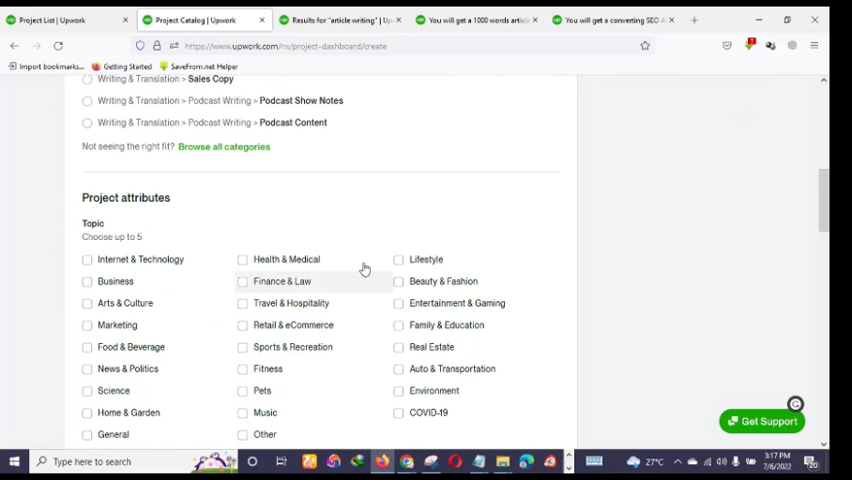 Project List | Upwork
Project Catalog | Upwork
Results for "article writing" | Up
You will get a 1000 words artic
You will get a converting SEO A
https://www.upwork.com/ns/project-dashboard/create
Import bookmarks...
Getting Started
SaveFrom.net Helper
Writing & Translation > Sales Copy
Writing & Translation > Podcast Writing > Podcast Show Notes
Writing & Translation > Podcast Writing > Podcast Content
Not seeing the right fit? Browse all categories
Project attributes
Topic
Choose up to 5
Internet & Technology
Health & Medical
Lifestyle
Business
Finance & Law
Beauty & Fashion
Arts & Culture
Travel & Hospitality
Entertainment & Gaming
Marketing
Retail & eCommerce
Family & Education
Food & Beverage
Sports & Recreation
Real Estate
News & Politics
Fitness
Auto & Transportation
Science
Pets
Environment
Home & Garden
Music
COVID-19
General
Other
Get Support
Type here to search
27°C
3:17 PM
7/6/2022
20